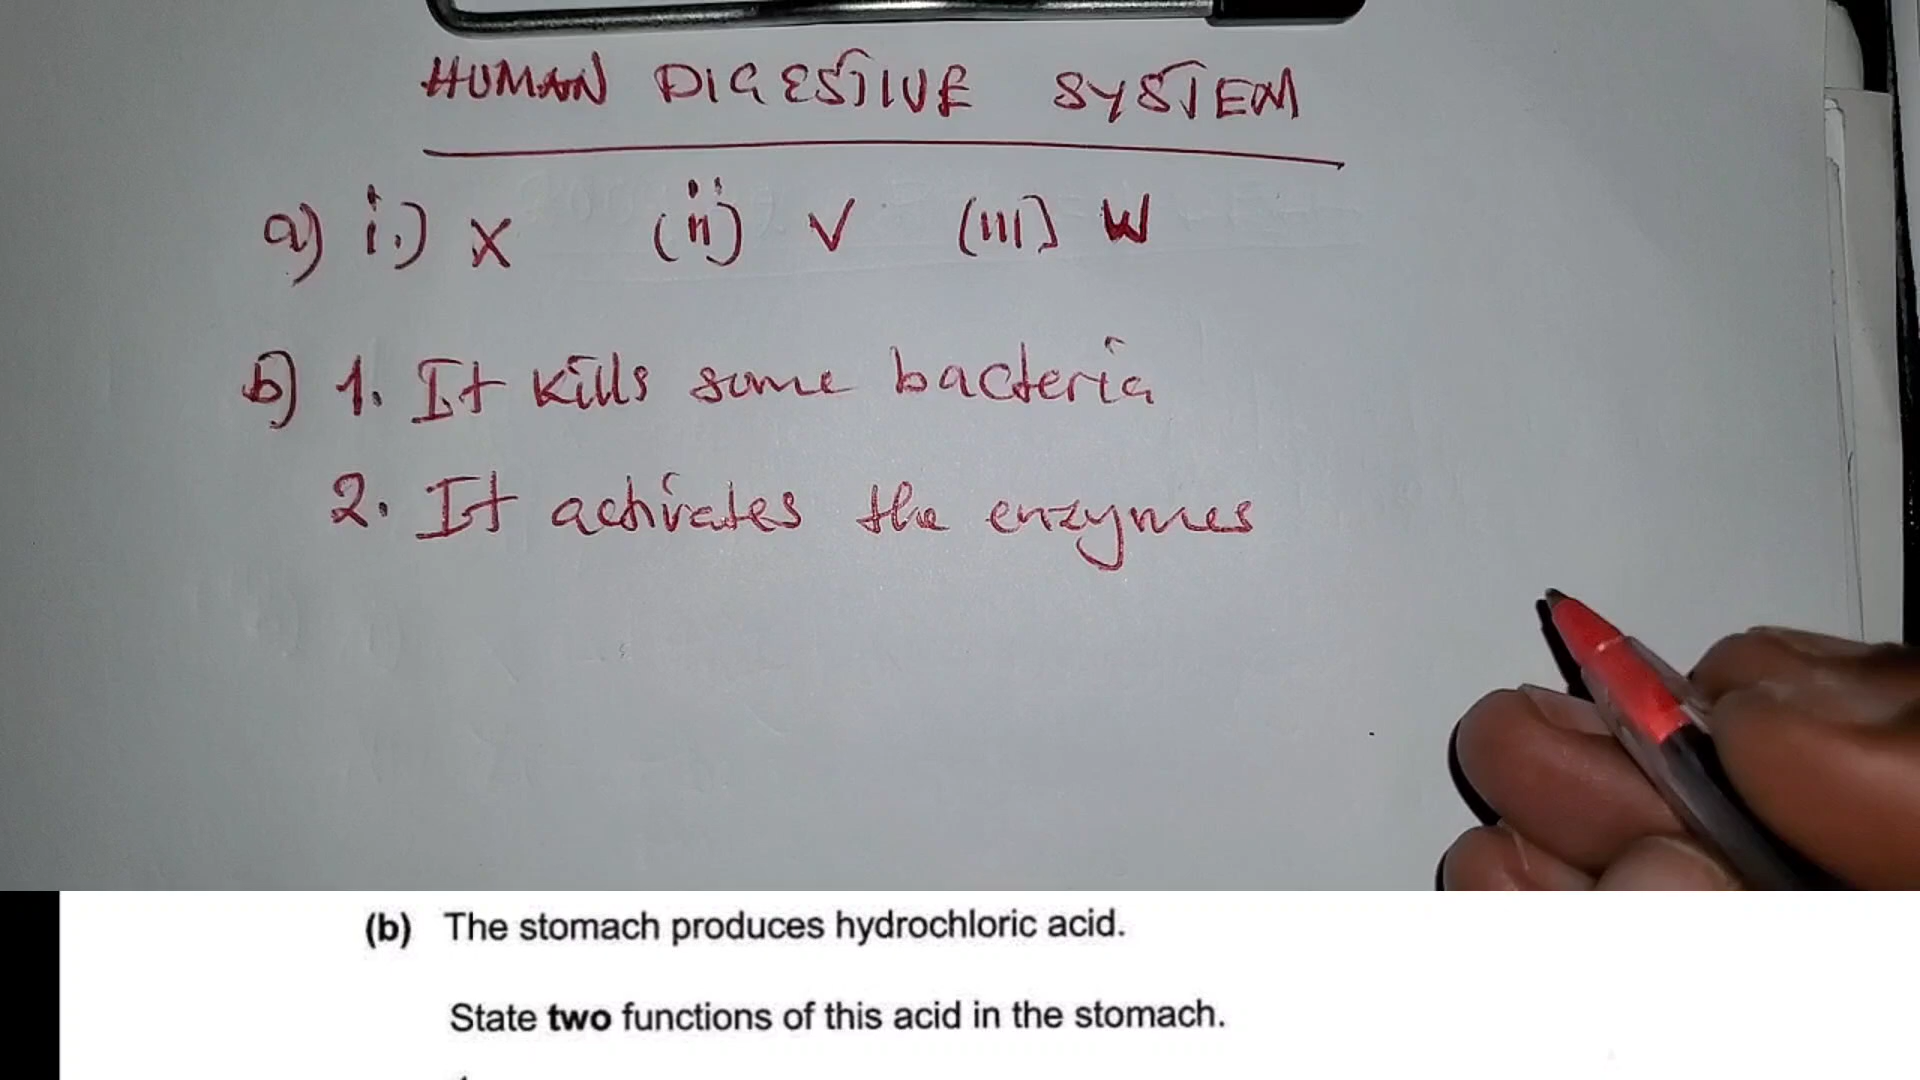 HUMAN DIGESTIVE SYSTEM
a) i.) X (ii) V (III) W
b) 1. It kills some bacteria
2. It activates the enzymes
(b) The stomach produces hydrochloric acid.
State two functions of this acid in the stomach.